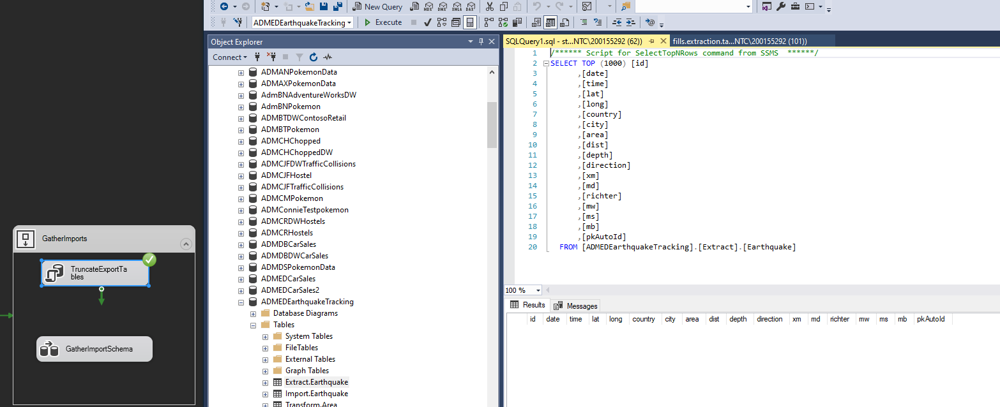 New Query
MDX DMX XMLA DAX
ADMEDEarthquakeTracking
Execute
Object Explorer
Connect
ADMANPokemonData
ADMAXPokemonData
AdmBNAdventureWorksDW
AdmBNPokemon
ADMBTDWContosoRetail
ADMBTPokemon
ADMCHChopped
ADMCHChoppedDW
ADMCJFDWTrafficCollisions
ADMCJFHostel
ADMCJFTrafficCollisions
ADMCMPokemon
ADMConnieTestpokemon
ADMCRDWHostels
ADMCRHostels
ADMDBCarSales
ADMDBDWCarSales
ADMDSPokemonData
ADMEDCarSales
ADMEDCarSales2
ADMEDEarthquakeTracking
Database Diagrams
Tables
System Tables
FileTables
External Tables
Graph Tables
Extract.Earthquake
Import.Earthquake
Transform.Area
GatherImports
TruncateExportTa
bles
GatherImportSchema
SQLQuery1.sql - st...NTC\200155292 (62))
fills.extraction.ta...NTC\200155292 (101))
1 /****** Script for SelectTopNRows command from SSMS ******/
2 SELECT TOP (1000) [id]
3 ,[date]
4 ,[time]
5 ,[lat]
6 ,[long]
7 ,[country]
8 ,[city]
9 ,[area]
10 ,[dist]
11 ,[depth]
12 ,[direction]
13 ,[xm]
14 ,[md]
15 ,[richter]
16 ,[mw]
17 ,[ms]
18 ,[mb]
19 ,[pkAutoId]
20 FROM [ADMEDEarthquakeTracking].[Extract].[Earthquake]
100 %
Results Messages
id date time lat long country city area dist depth direction xm md richter mw ms mb pkAutoId